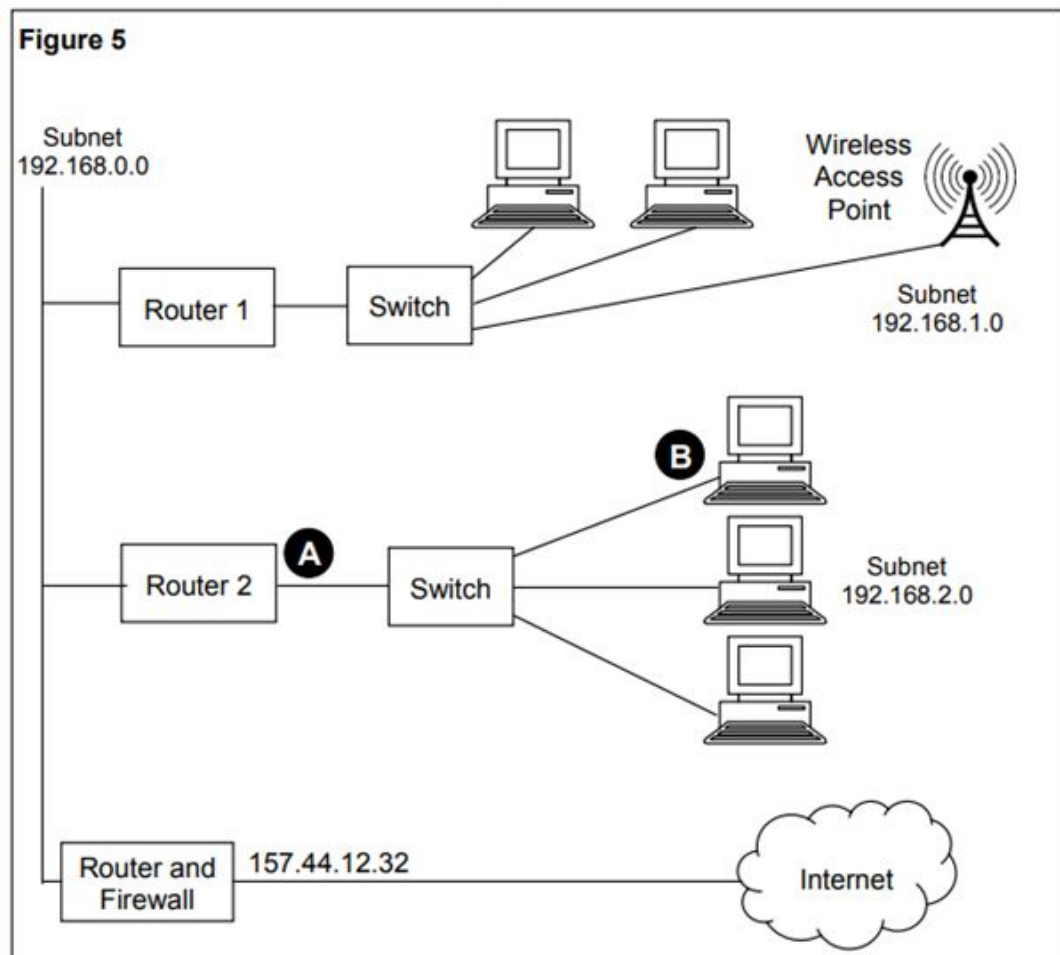 Figure 5
Subnet
192.168.0.0
Wireless
Access
Point
Router 1
Switch
Subnet
192.168.1.0
B
A
Router 2
Switch
Subnet
192.168.2.0
Router and
Firewall
157.44.12.32
Internet